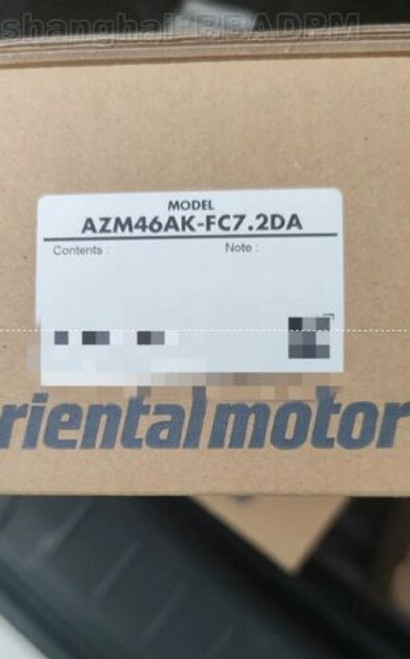 shanghai
MODEL
AZM46AK-FC7.2DA
Contents :
Note :
rientalmotor